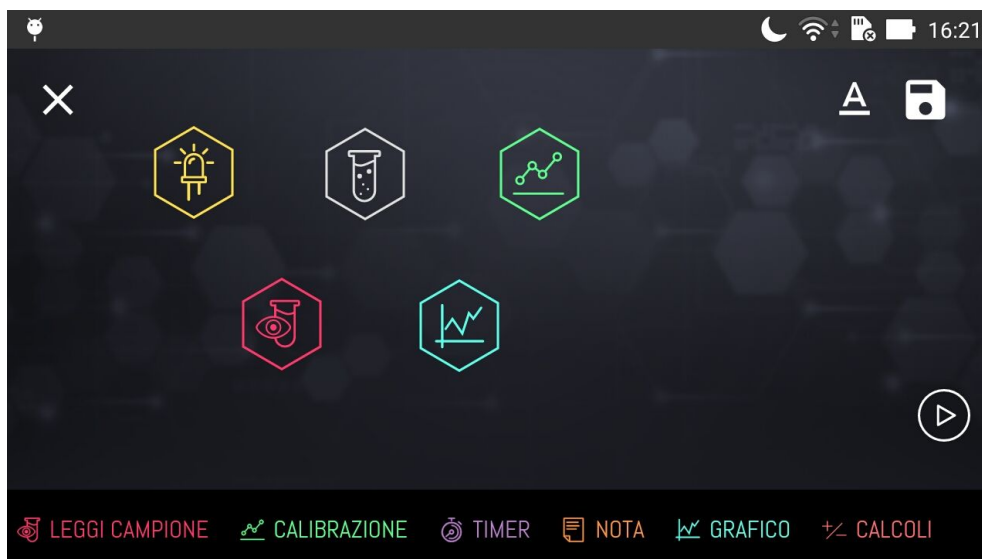 16:21
A
LEGGI CAMPIONE CALIBRAZIONE TIMER NOTA GRAFICO +/- CALCOLI